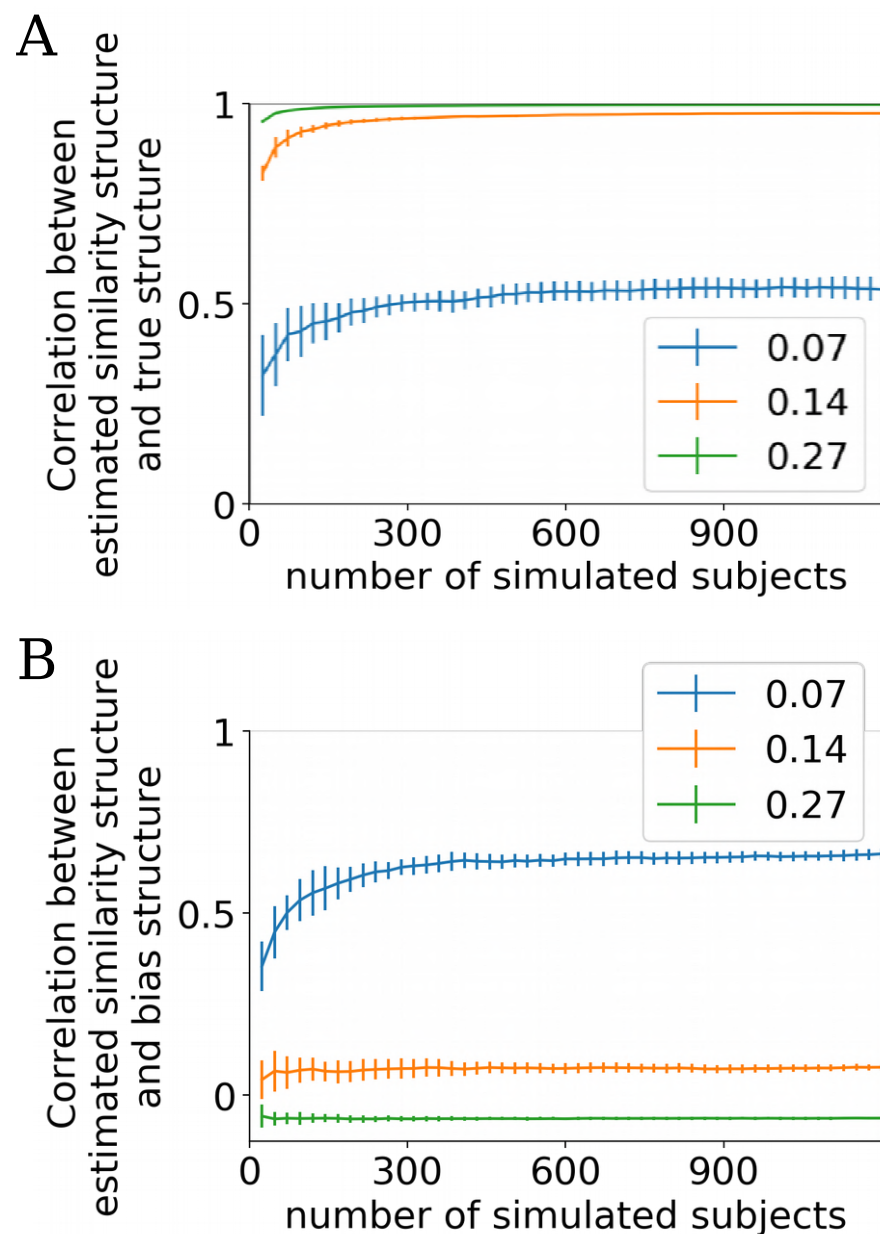 A
Correlation between
estimated similarity structure
and true structure
1
0.5
0
0 300 600 900
number of simulated subjects
0.07
0.14
0.27
B
Correlation between
estimated similarity structure
and bias structure
1
0.5
0
0 300 600 900
number of simulated subjects
0.07
0.14
0.27